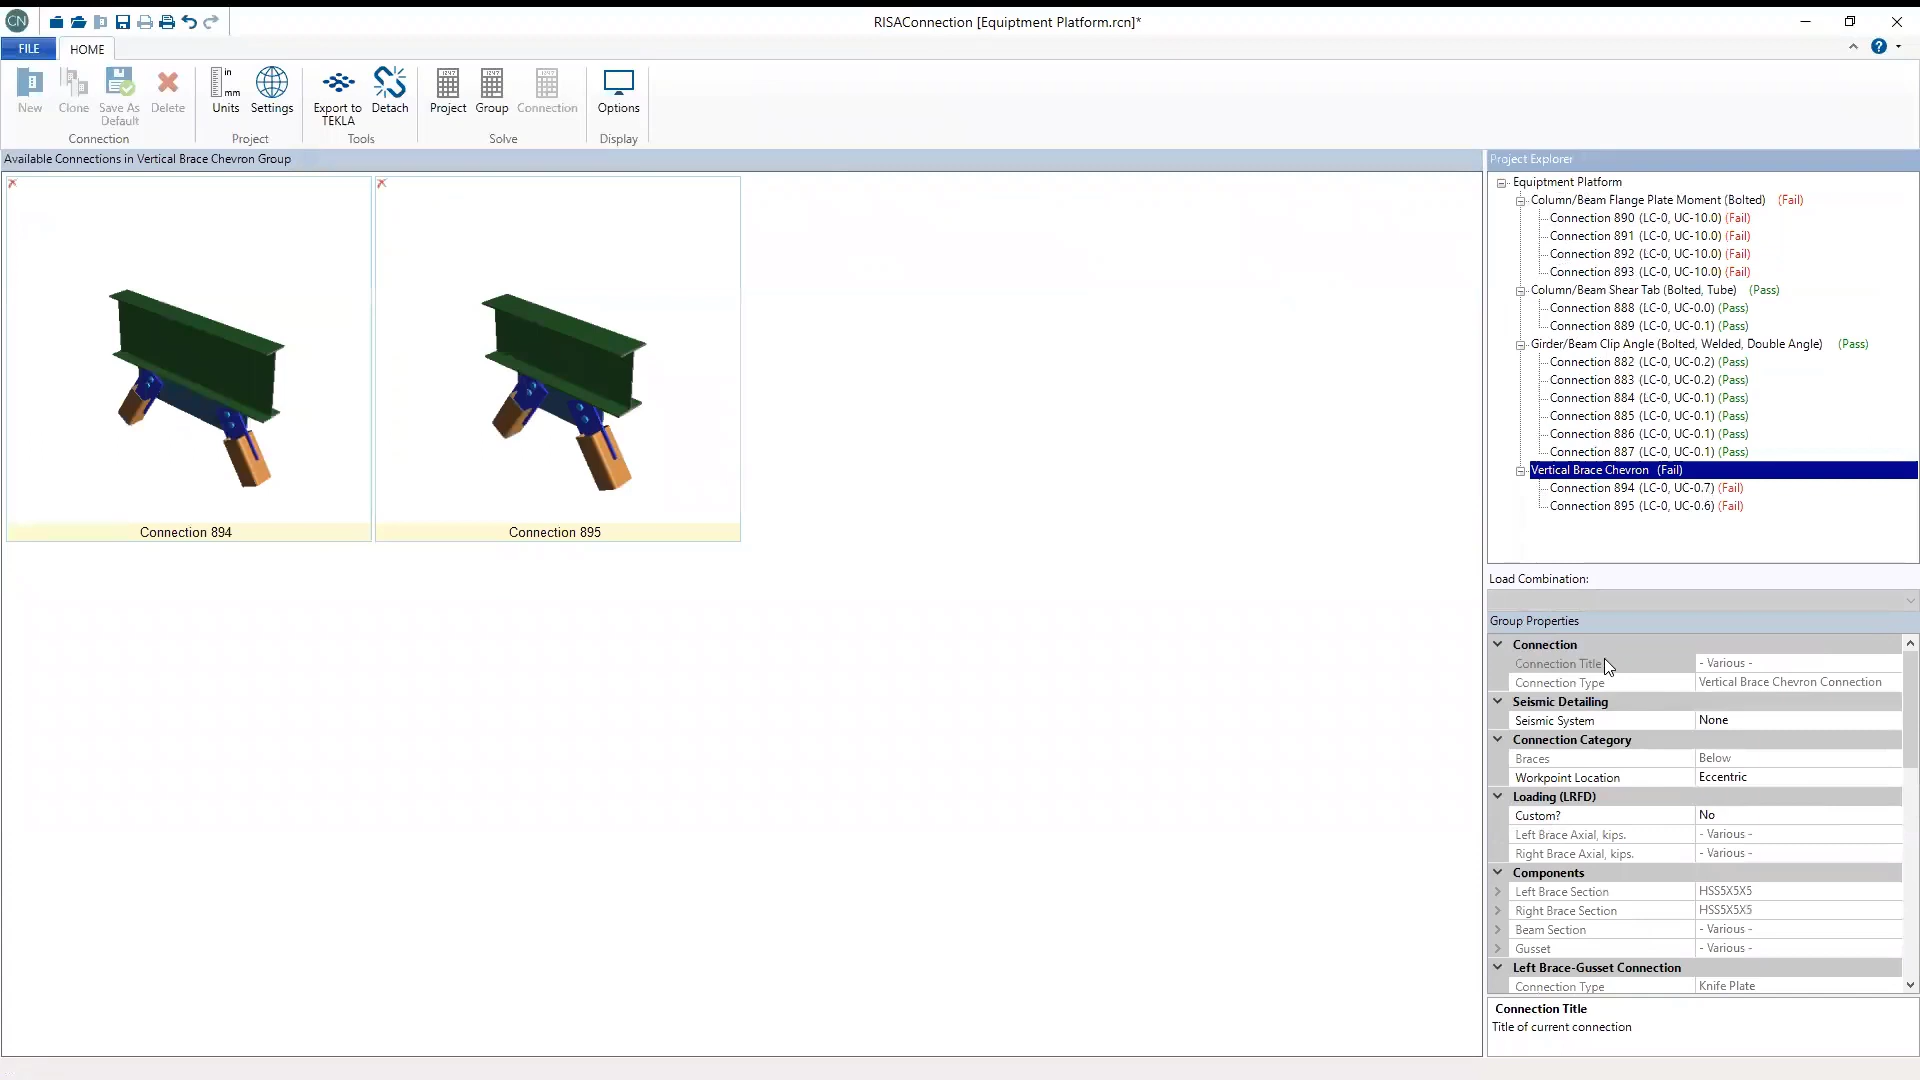 CN
RISAConnection [Equiptment Platform.rcn]*
FILE
HOME
?
in
mm
New
Clone
Save As
Default
Delete
Units
Settings
Export to
TEKLA
Detach
Project
Group
Connection
Options
Connection
Project
Tools
Solve
Display
Available Connections in Vertical Brace Chevron Group
Connection 894
Connection 895
Project Explorer
Equiptment Platform
Column/Beam Flange Plate Moment (Bolted) (Fail)
Connection 890 (LC-0, UC-10.0) (Fail)
Connection 891 (LC-0, UC-10.0) (Fail)
Connection 892 (LC-0, UC-10.0) (Fail)
Connection 893 (LC-0, UC-10.0) (Fail)
Column/Beam Shear Tab (Bolted, Tube) (Pass)
Connection 888 (LC-0, UC-0.0) (Pass)
Connection 889 (LC-0, UC-0.1) (Pass)
Girder/Beam Clip Angle (Bolted, Welded, Double Angle) (Pass)
Connection 882 (LC-0, UC-0.2) (Pass)
Connection 883 (LC-0, UC-0.2) (Pass)
Connection 884 (LC-0, UC-0.1) (Pass)
Connection 885 (LC-0, UC-0.1) (Pass)
Connection 886 (LC-0, UC-0.1) (Pass)
Connection 887 (LC-0, UC-0.1) (Pass)
Vertical Brace Chevron (Fail)
Connection 894 (LC-0, UC-0.7) (Fail)
Connection 895 (LC-0, UC-0.6) (Fail)
Load Combination:
Group Properties
Connection
Connection Title - Various -
Connection Type Vertical Brace Chevron Connection
Seismic Detailing
Seismic System None
Connection Category
Braces Below
Workpoint Location Eccentric
Loading (LRFD)
Custom? No
Left Brace Axial, kips. - Various -
Right Brace Axial, kips. - Various -
Components
Left Brace Section HSS5X5X5
Right Brace Section HSS5X5X5
Beam Section - Various -
Gusset - Various -
Left Brace-Gusset Connection
Connection Type Knife Plate
Connection Title
Title of current connection